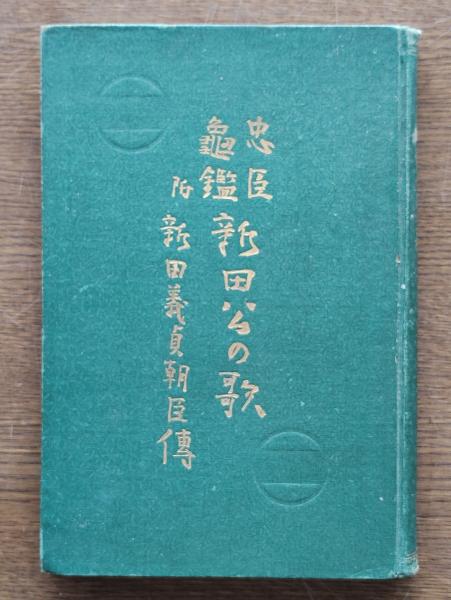 忠臣
龜鑑
新田公の歌
附 新田義貞朝臣傳